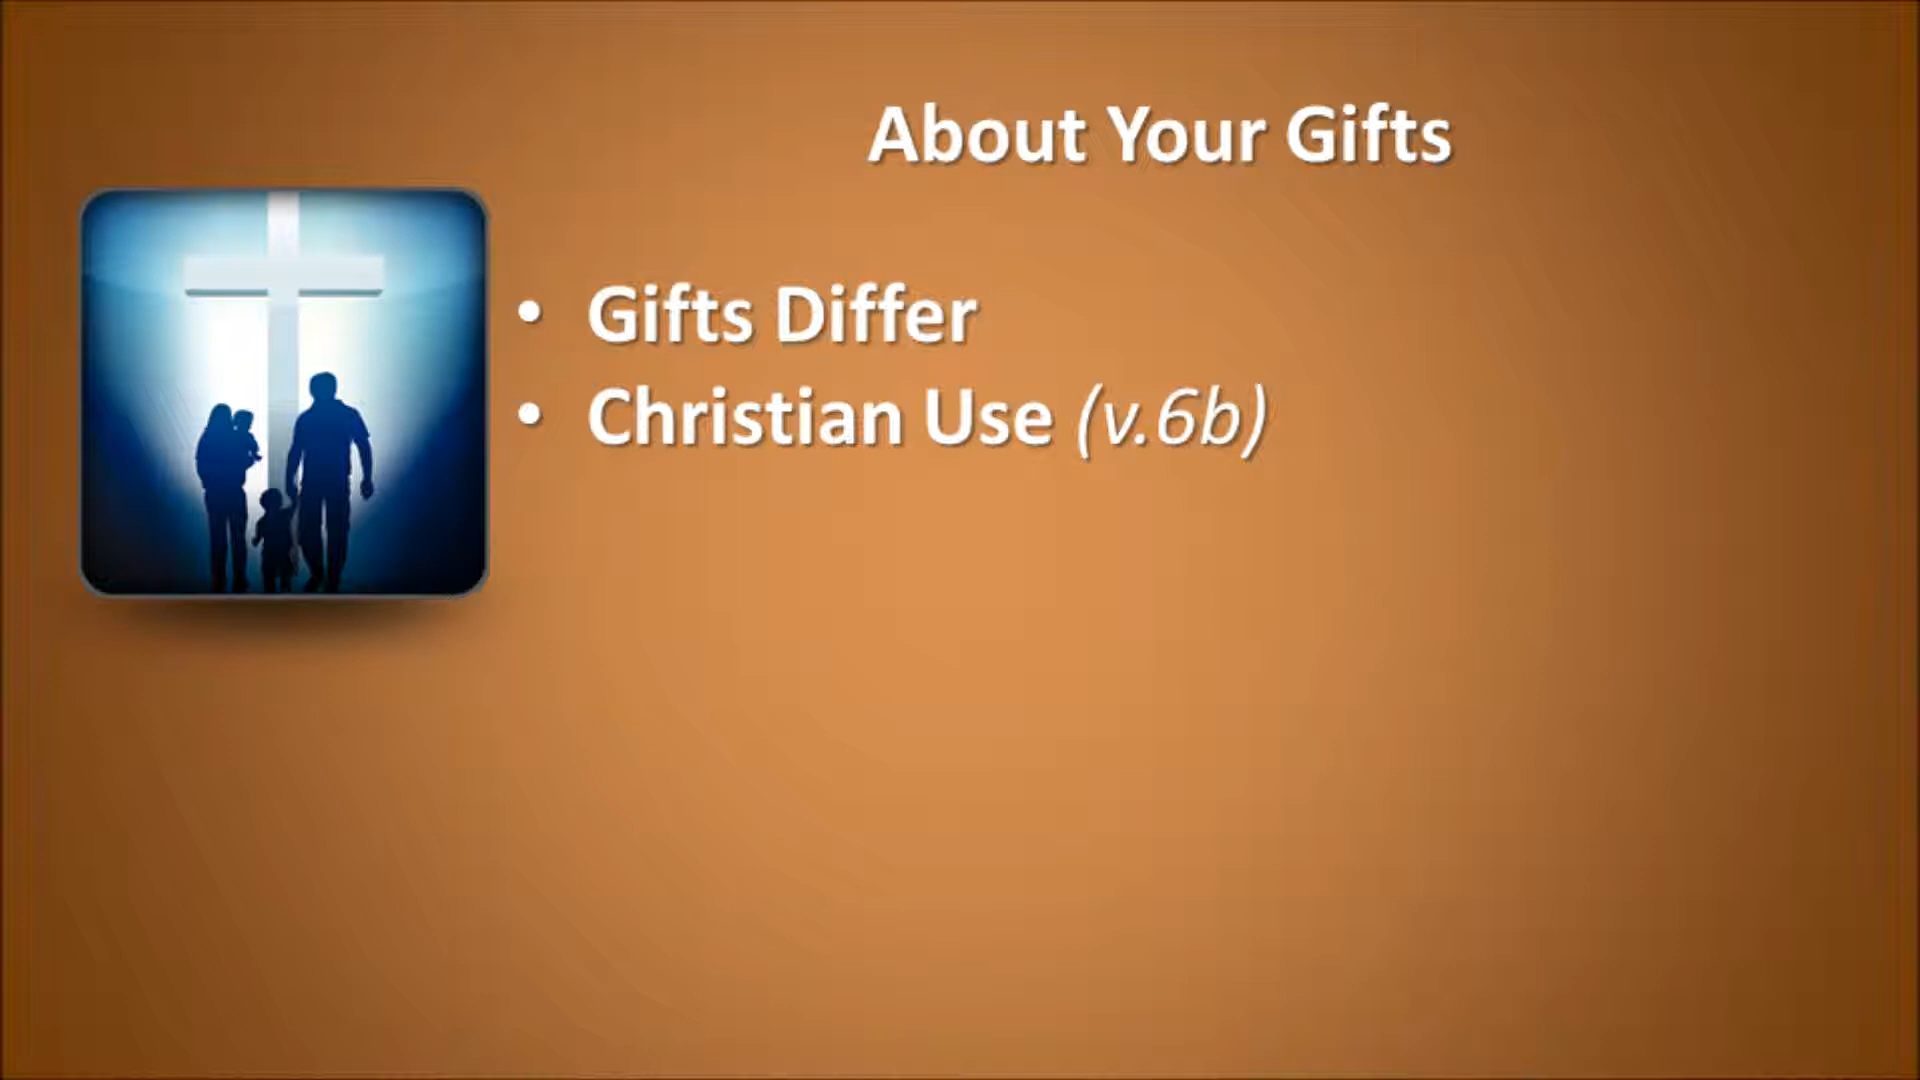 About Your Gifts
• Gifts Differ
• Christian Use (v.6b)